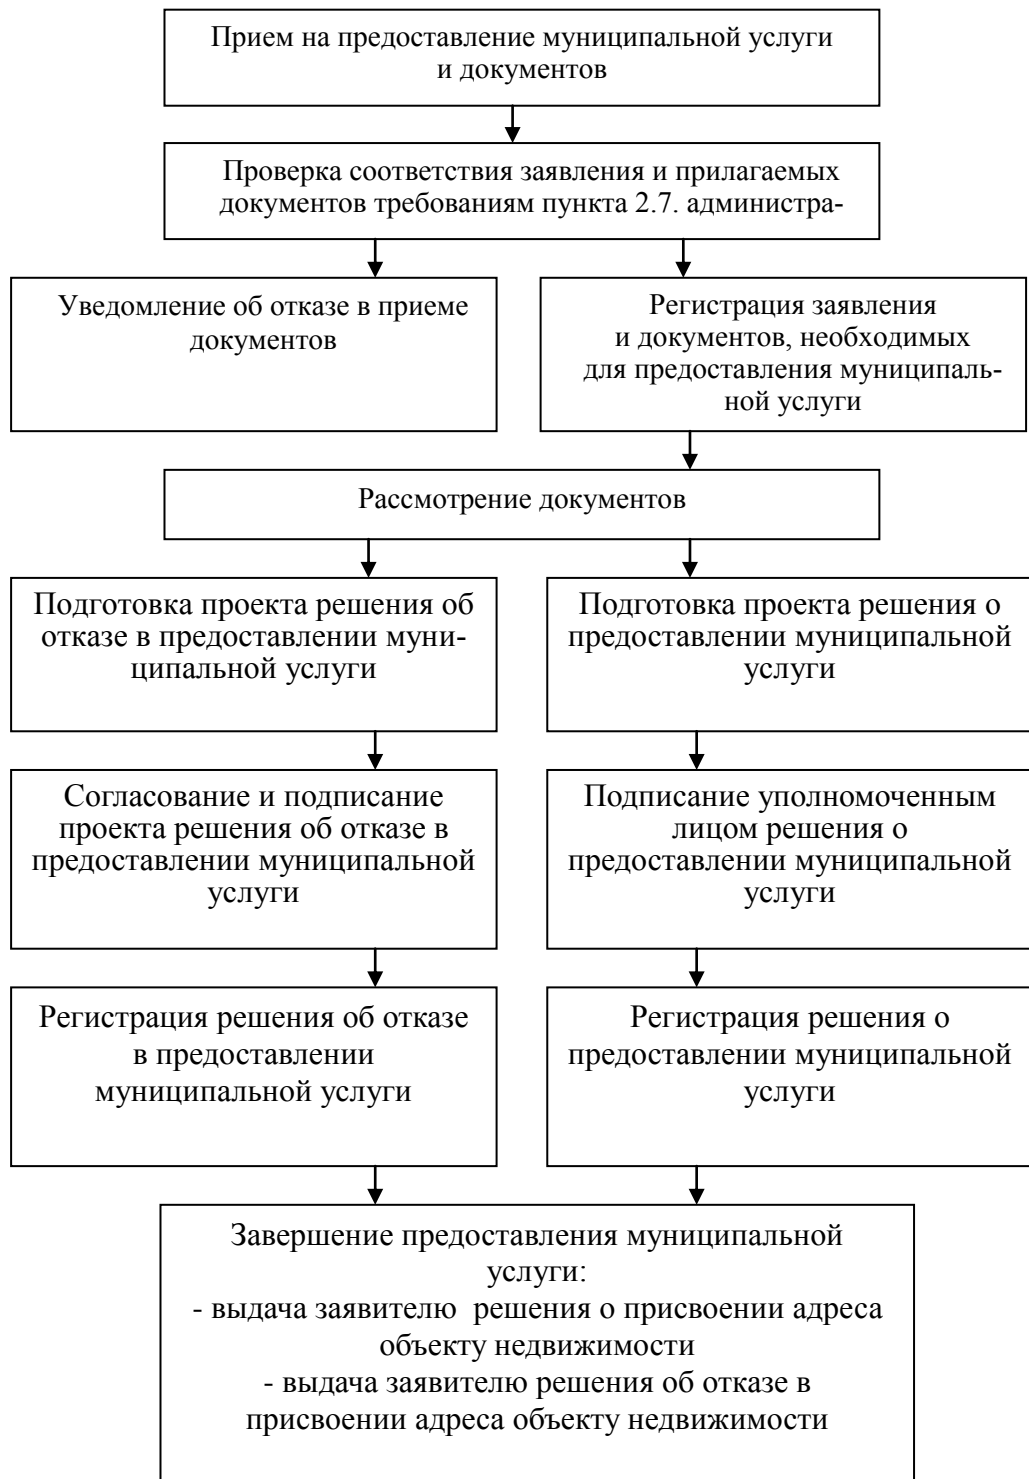 Прием на предоставление муниципальной услуги
и документов
Проверка соответствия заявления и прилагаемых
документов требованиям пункта 2.7. администра-
Уведомление об отказе в приеме
документов
Регистрация заявления
и документов, необходимых
для предоставления муниципаль-
ной услуги
Рассмотрение документов
Подготовка проекта решения об
отказе в предоставлении муни-
ципальной услуги
Подготовка проекта решения о
предоставлении муниципальной
услуги
Согласование и подписание
проекта решения об отказе в
предоставлении муниципальной
услуги
Подписание уполномоченным
лицом решения о
предоставлении муниципальной
услуги
Регистрация решения об отказе
в предоставлении
муниципальной услуги
Регистрация решения о
предоставлении муниципальной
услуги
Завершение предоставления муниципальной
услуги:
- выдача заявителю  решения о присвоении адреса
объекту недвижимости
- выдача заявителю решения об отказе в
присвоении адреса объекту недвижимости